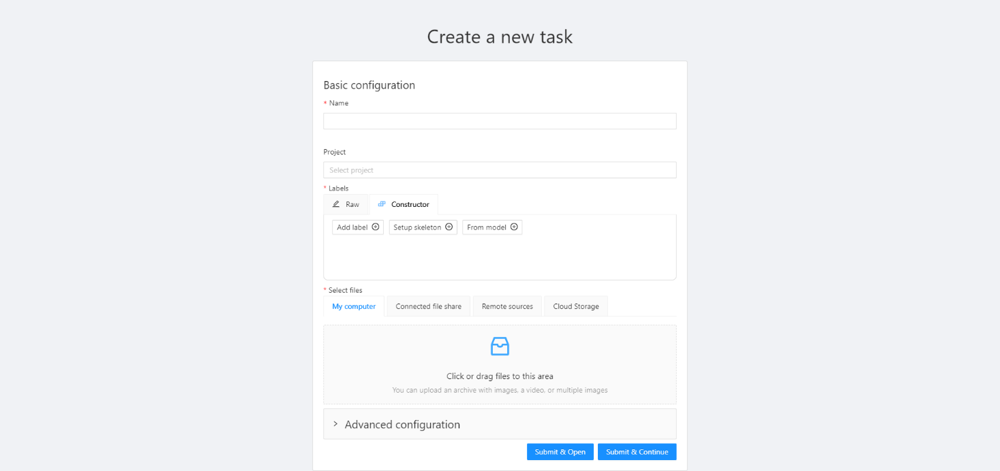 Create a new task
Basic configuration
* Name
Project
Select project
* Labels
Raw Constructor
Add label Setup skeleton From model
* Select files
My computer Connected file share Remote sources Cloud Storage
Click or drag files to this area
You can upload an archive with images, a video, or multiple images
Advanced configuration
Submit & Open Submit & Continue